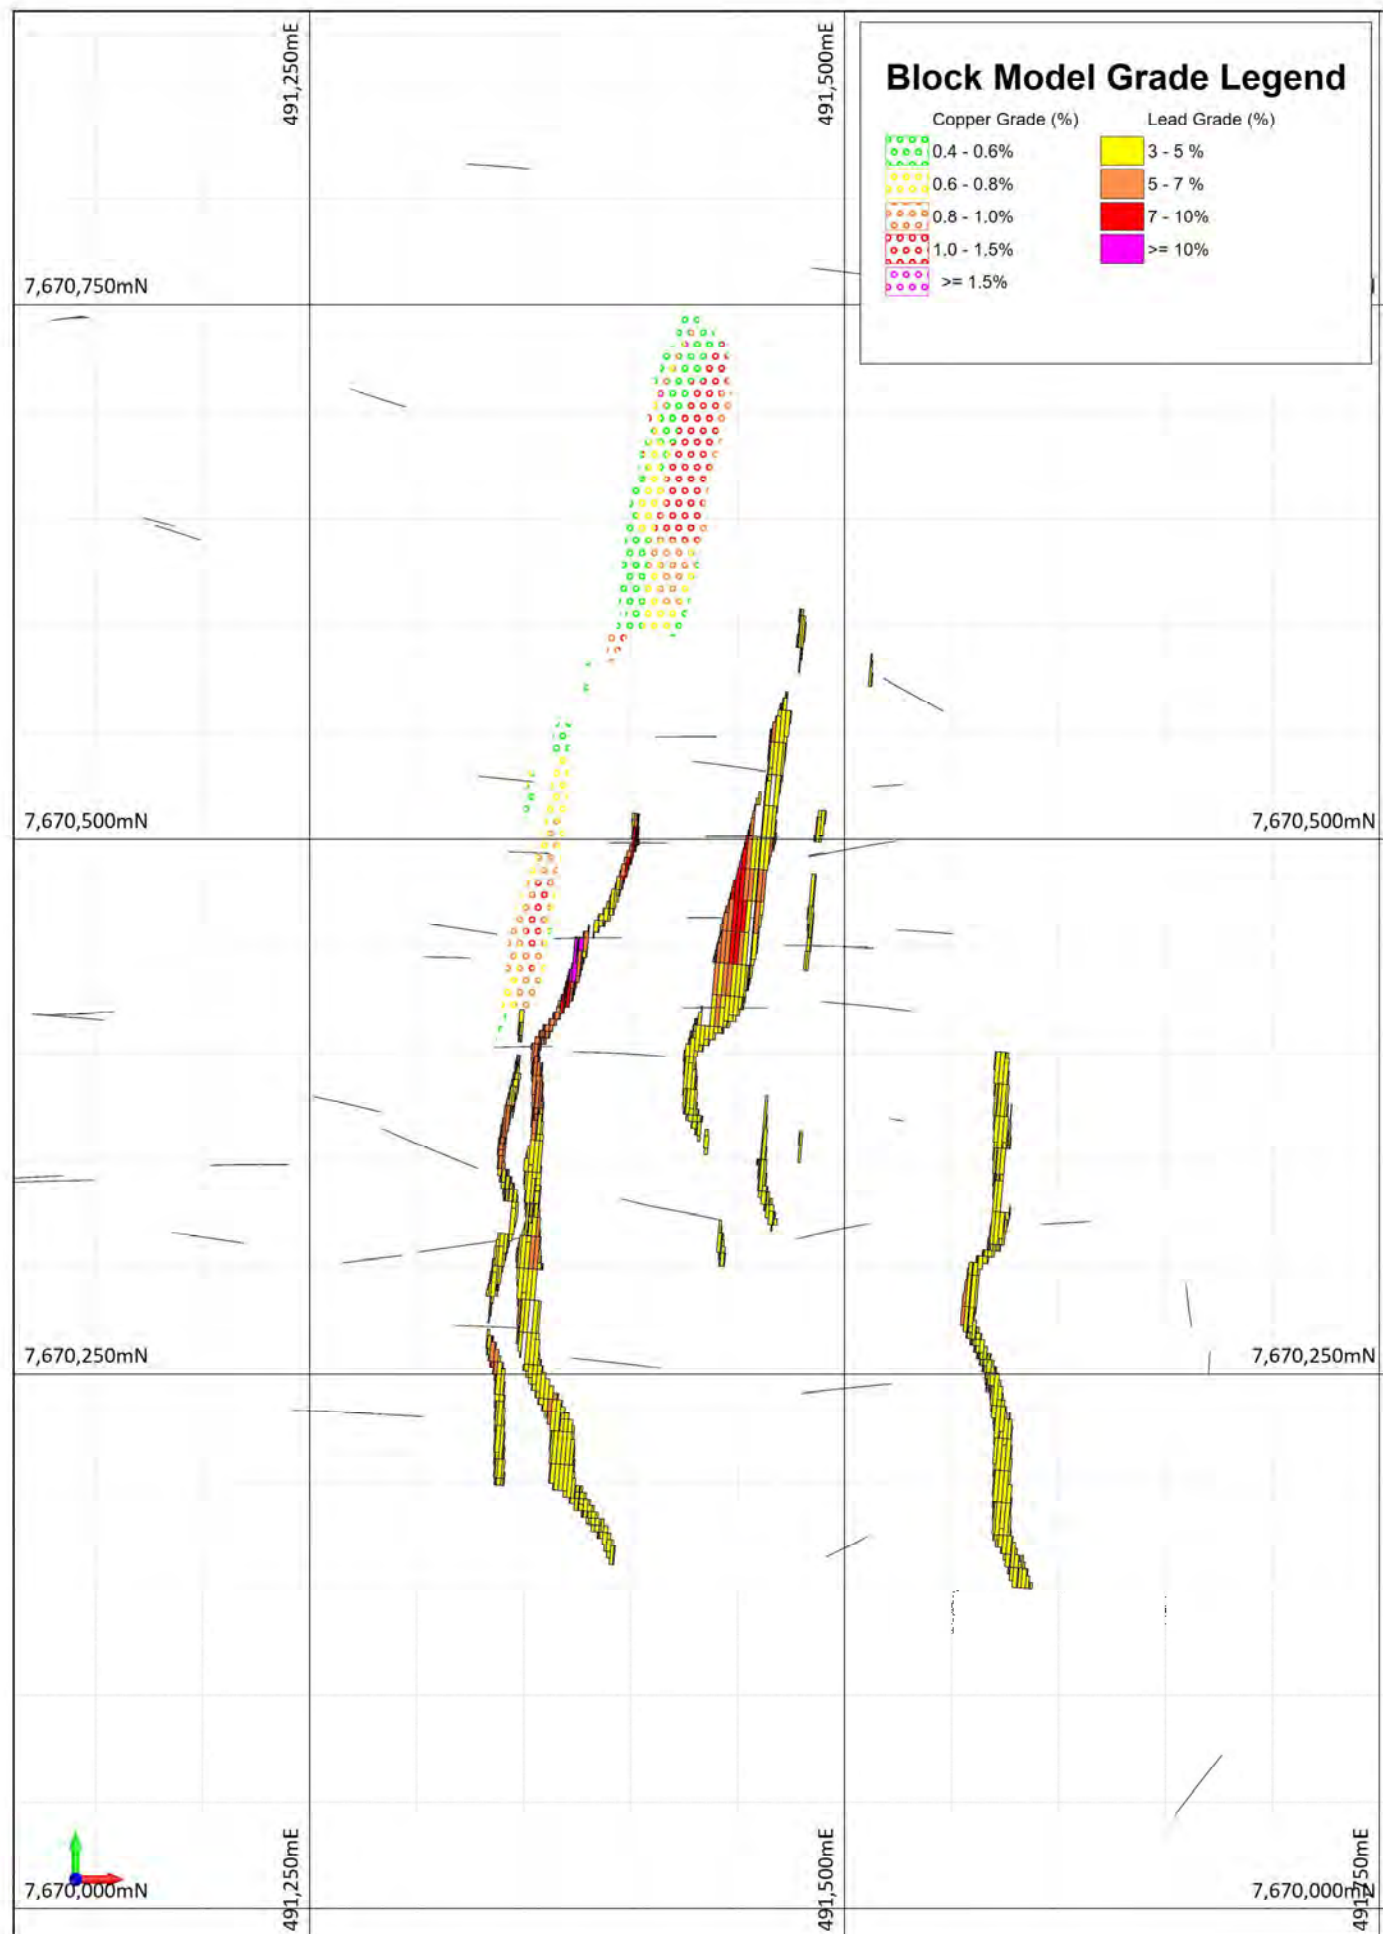 491,250mE
491,500mE
Block Model Grade Legend
Copper Grade (%)
Lead Grade (%)
0.4 - 0.6%
3 - 5 %
0.6 - 0.8%
5 - 7 %
0.8 - 1.0%
7 - 10%
1.0 - 1.5%
>= 10%
>= 1.5%
7,670,750mN
7,670,500mN
7,670,500mN
7,670,250mN
7,670,250mN
7,670,000mN
7,670,000mN
491,250mE
491,500mE
491,750mE